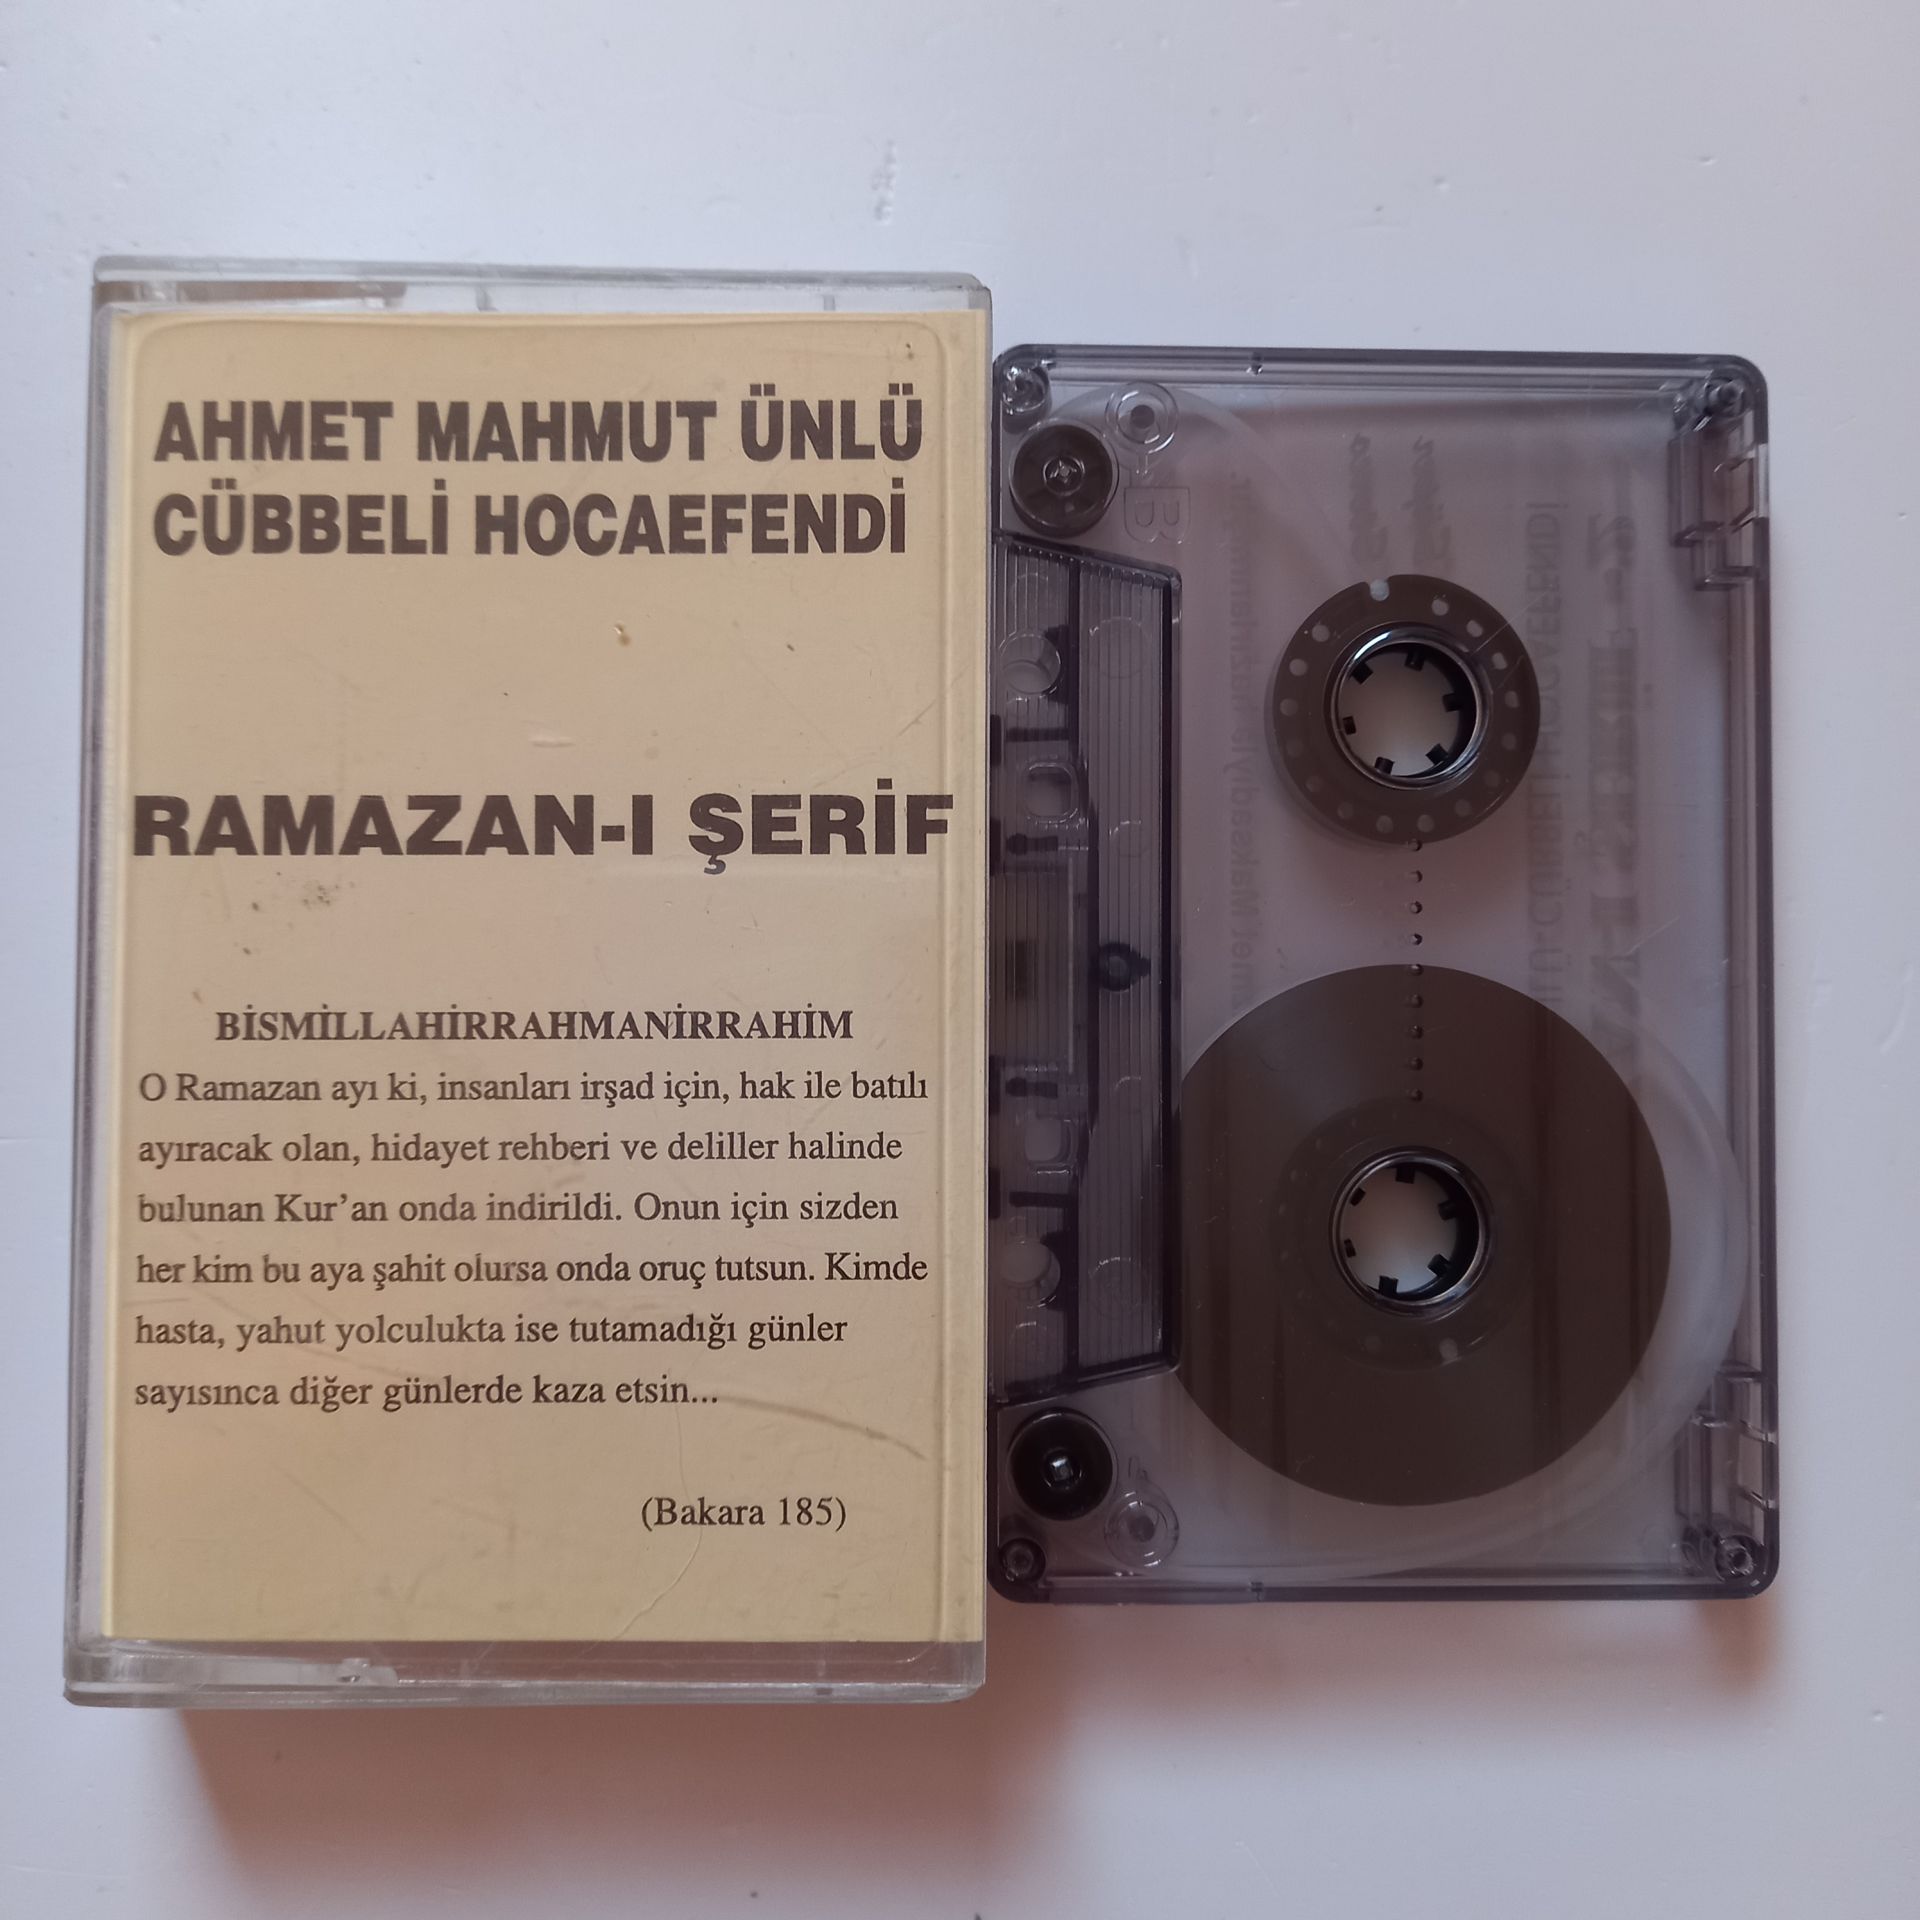 AHMET MAHMUT ÜNLÜ
CÜBBELİ HOCAEFENDİ
RAMAZAN-I ŞERİF
BİSMİLLAHİRRAHMANİRRAHİM
O Ramazan ayı ki, insanları irşad için, hak ile batılı
ayıracak olan, hidayet rehberi ve deliller halinde
bulunan Kur'an onda indirildi. Onun için sizden
her kim bu aya şahit olursa onda oruç tutsun. Kimde
hasta, yahut yolculukta ise tutamadığı günler
sayısınca diğer günlerde kaza etsin...
(Bakara 185)
B